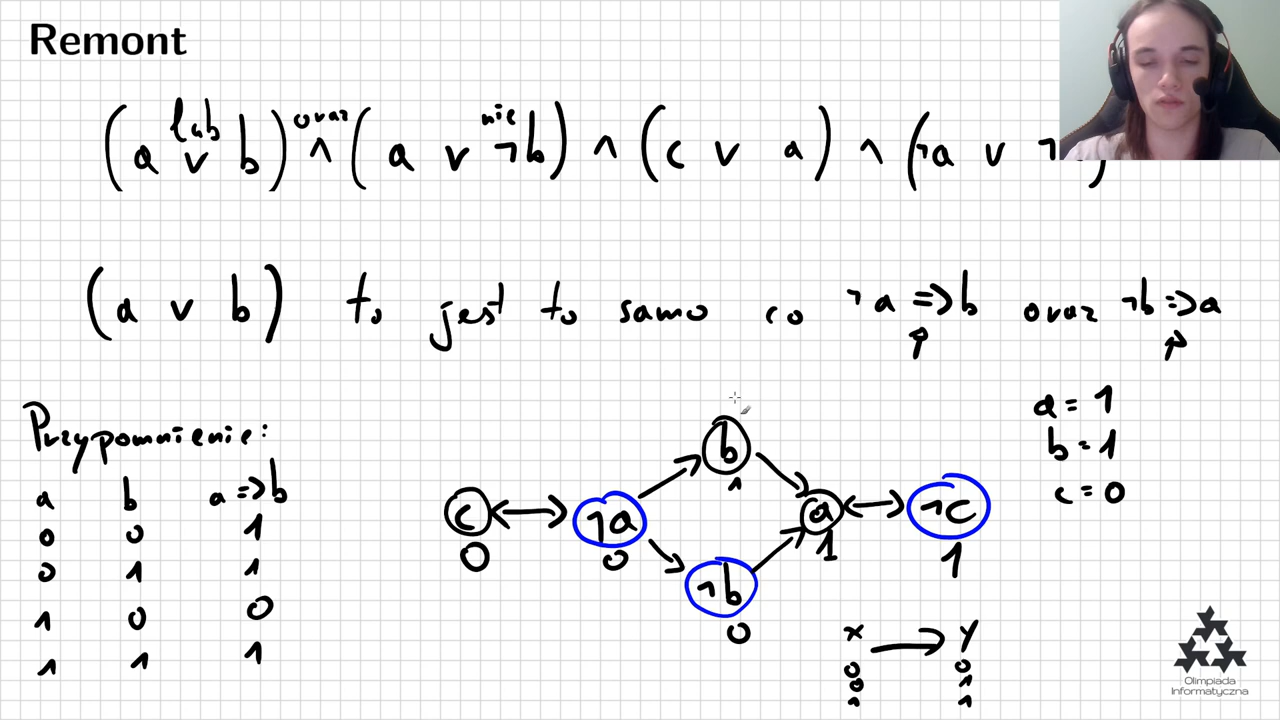 Remont
lub oraz nie
(a ∨ b) ∧ (a ∨ ¬b) ∧ (c ∨ a) ∧ (¬a ∨ ¬
(a ∨ b) to jest to samo co ¬a => b oraz ¬b => a
Przypomnienie:
a b a => b
0 0 1
0 1 1
1 0 0
1 1 1
b
1
c ¬a a ¬c
0 0 1 1
¬b
0
a = 1
b = 1
c = 0
x y
0 0
0 1
1 1
Olimpiada
Informatyczna